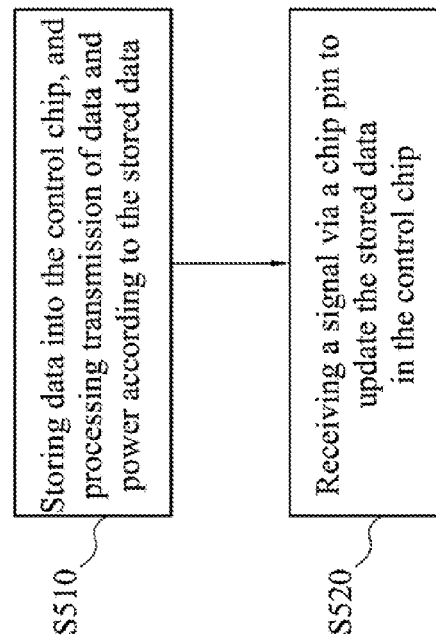 S510
Storing data into the control chip, and
processing transmission of data and
power according to the stored data
S520
Receiving a signal via a chip pin to
update the stored data
in the control chip